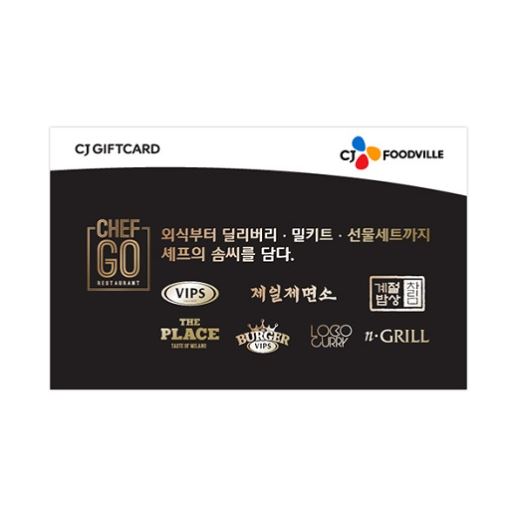 CJ GIFTCARD
CJ FOODVILLE
CHEF
GO
RESTAURANT
외식부터 딜리버리 · 밀키트 · 선물세트까지
셰프의 솜씨를 담다.
VIPS
제일제면소
계절
밥상
찬림
THE
PLACE
TASTE OF MILANO
BURGER
VIPS
LOCO
CURRY
n·GRILL